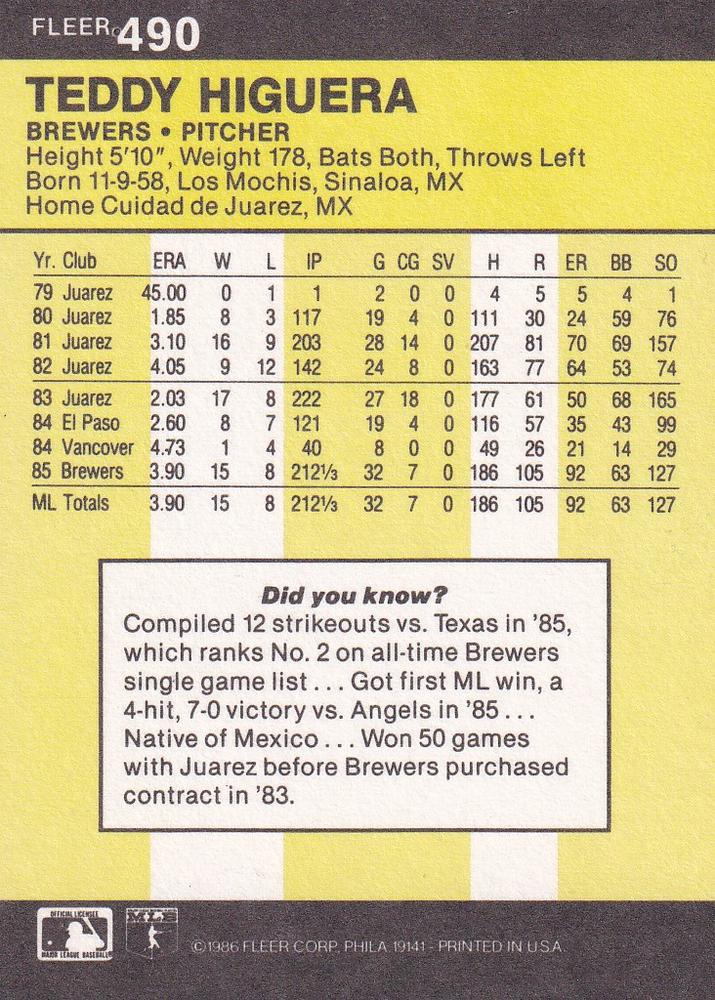 FLEER® 490
TEDDY HIGUERA
BREWERS • PITCHER
Height 5'10", Weight 178, Bats Both, Throws Left
Born 11-9-58, Los Mochis, Sinaloa, MX
Home Cuidad de Juarez, MX
Yr. Club ERA W L IP G CG SV H R ER BB SO
79 Juarez 45.00 0 1 1 2 0 0 4 5 5 4 1
80 Juarez 1.85 8 3 117 19 4 0 111 30 24 59 76
81 Juarez 3.10 16 9 203 28 14 0 207 81 70 69 157
82 Juarez 4.05 9 12 142 24 8 0 163 77 64 53 74
83 Juarez 2.03 17 8 222 27 18 0 177 61 50 68 165
84 El Paso 2.60 8 7 121 19 4 0 116 57 35 43 99
84 Vancover 4.73 1 4 40 8 0 0 49 26 21 14 29
85 Brewers 3.90 15 8 212⅓ 32 7 0 186 105 92 63 127
ML Totals 3.90 15 8 212⅓ 32 7 0 186 105 92 63 127
Did you know?
Compiled 12 strikeouts vs. Texas in '85,
which ranks No. 2 on all-time Brewers
single game list . . . Got first ML win, a
4-hit, 7-0 victory vs. Angels in '85 . . .
Native of Mexico . . . Won 50 games
with Juarez before Brewers purchased
contract in '83.
OFFICIAL LICENSEE
MAJOR LEAGUE BASEBALL
MLB
©1986 FLEER CORP., PHILA. 19141 - PRINTED IN U.S.A.